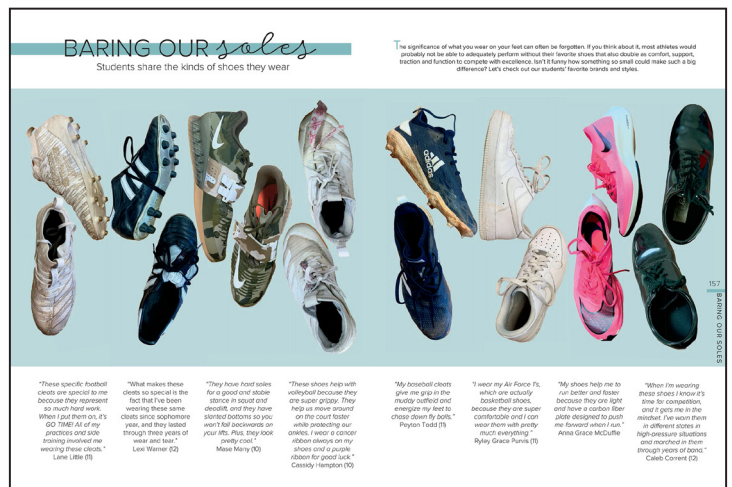 BARING OUR soles
Students share the kinds of shoes they wear
The significance of what you wear on your feet can often be forgotten. If you think about it, most athletes would
probably not be able to adequately perform without their favorite shoes that also double as comfort, support,
traction and function to compete with excellence. Isn't it funny how something so small could make such a big
difference? Let's check out our students' favorite brands and styles.
adidas
157
BARING OUR SOLES
"These specific football
cleats are special to me
because they represent
so much hard work.
When I put them on, it's
GO TIME! All of my
practices and side
training involved me
wearing these cleats."
Lane Little (11)
"What makes these
cleats so special is the
fact that I've been
wearing these same
cleats since sophomore
year, and they lasted
through three years of
wear and tear."
Lexi Warner (12)
"They have hard soles
for a good and stable
stance in squat and
deadlift, and they have
slanted bottoms so you
won't fall backwards on
your lifts. Plus, they look
pretty cool."
Mase Many (10)
"These shoes help with
volleyball because they
are super grippy. They
help us move around
on the court faster
while protecting our
ankles. I wear a cancer
ribbon always on my
shoes and a purple
ribbon for good luck."
Cassidy Hampton (10)
"My baseball cleats
give me grip in the
muddy outfield and
energize my feet to
chase down fly balls."
Peyton Todd (11)
"I wear my Air Force 1's,
which are actually
basketball shoes,
because they are super
comfortable and I can
wear them with pretty
much everything"
Ryley Grace Purvis (11)
"My shoes help me to
run better and faster
because they are light
and have a carbon fiber
plate designed to push
me forward when I run."
Anna Grace McDuffie
"When I'm wearing
these shoes I know it's
time for competition,
and it gets me in the
mindset. I've worn them
in different states in
high-pressure situations
and marched in them
through years of band."
Caleb Corrent (12)